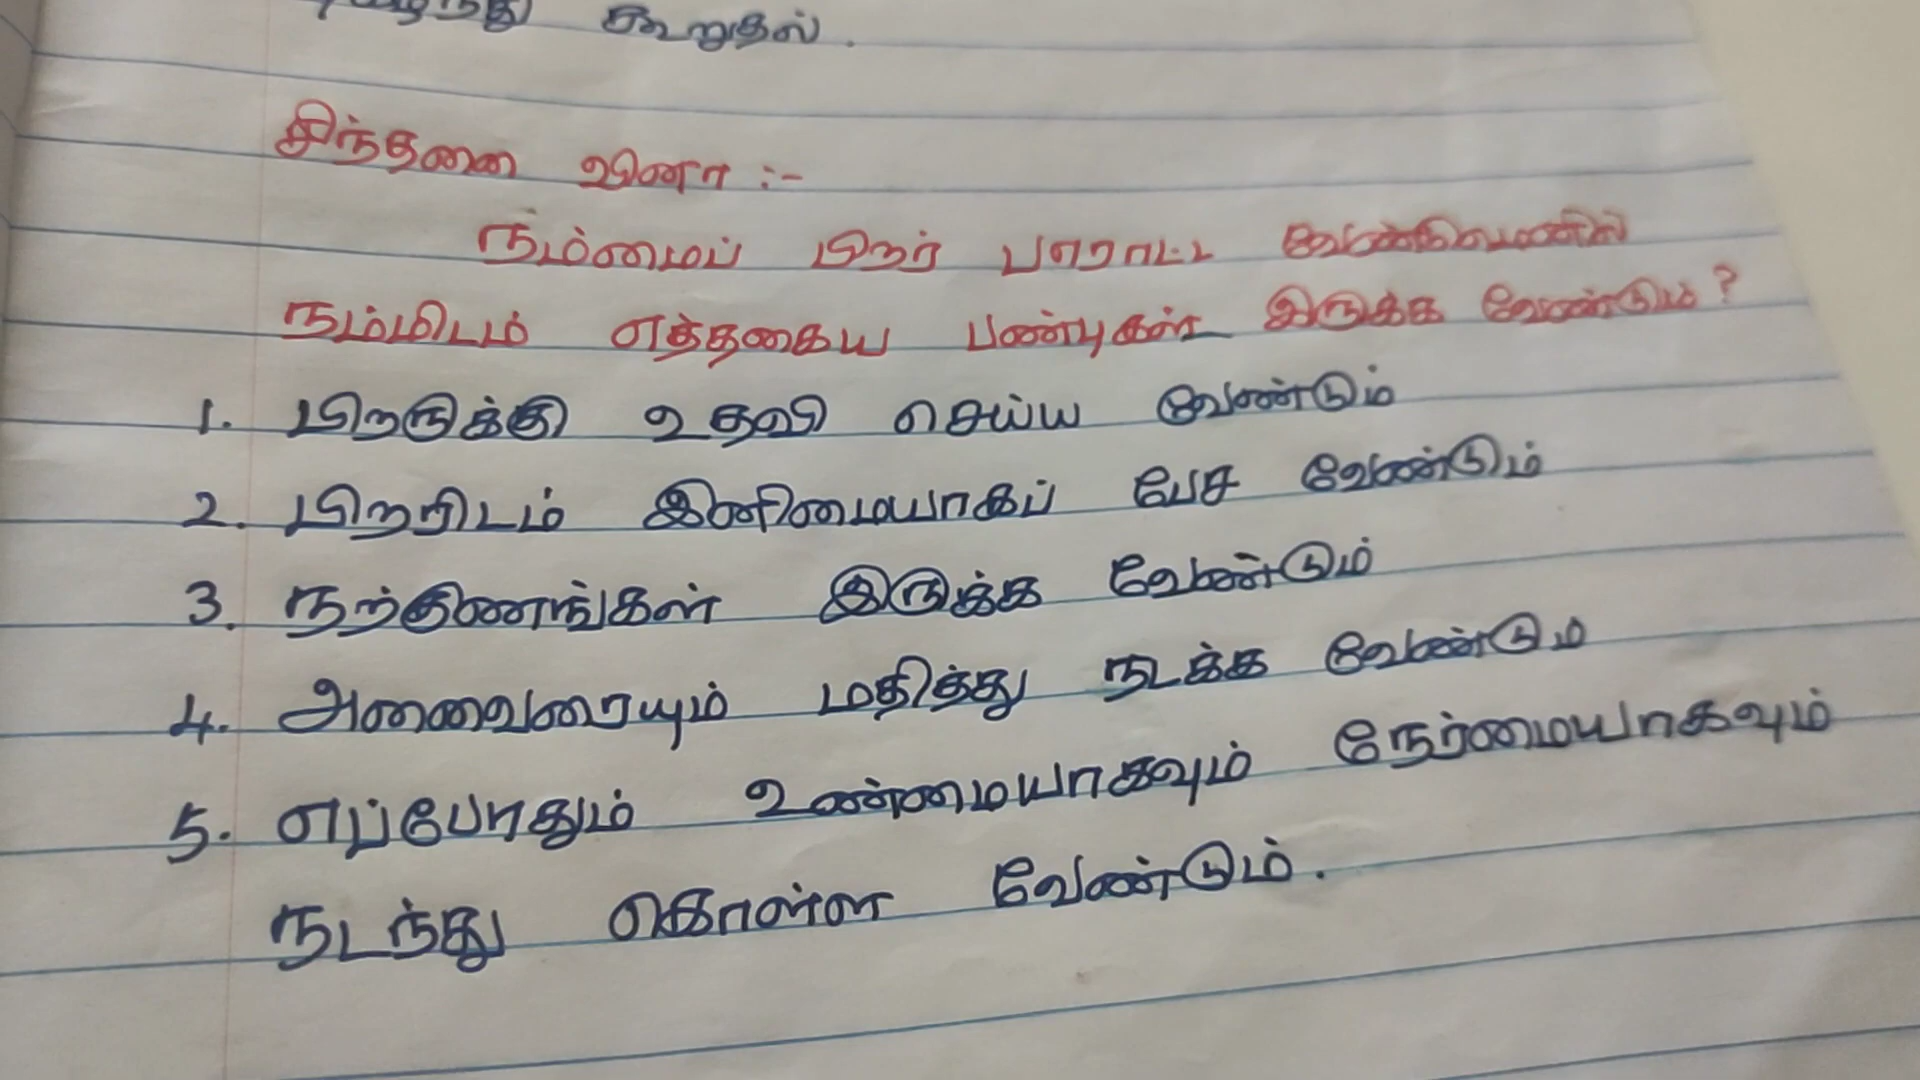 கூறுதல்.
சிந்தனை வினா :-
நம்மைப் பிறர் பாராட்ட வேண்டுமெனில்
நம்மிடம் எத்தகைய பண்புகள் இருக்க வேண்டும்?
1. பிறருக்கு உதவி செய்ய வேண்டும்
2. பிறரிடம் இனிமையாகப் பேச வேண்டும்
3. நற்குணங்கள் இருக்க வேண்டும்
4. அனைவரையும் மதித்து நடக்க வேண்டும்
5. எப்போதும் உண்மையாகவும் நேர்மையாகவும்
நடந்து கொள்ள வேண்டும்.